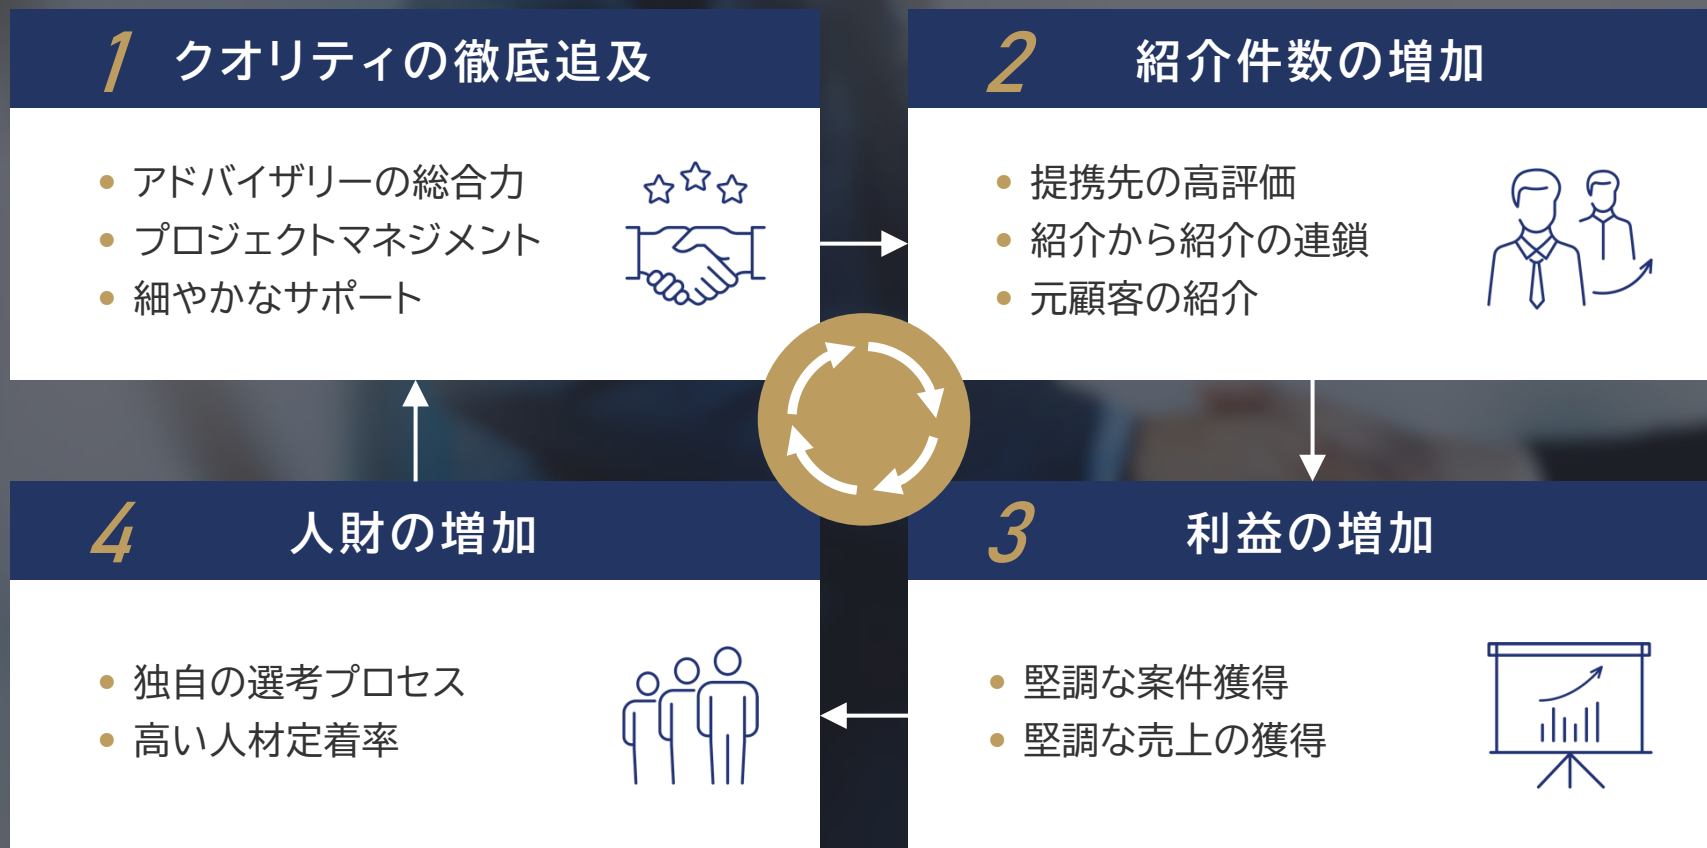 1 クオリティの徹底追及
• アドバイザリーの総合力
• プロジェクトマネジメント
• 細やかなサポート
2 紹介件数の増加
• 提携先の高評価
• 紹介から紹介の連鎖
• 元顧客の紹介
3 利益の増加
• 堅調な案件獲得
• 堅調な売上の獲得
4 人財の増加
• 独自の選考プロセス
• 高い人材定着率